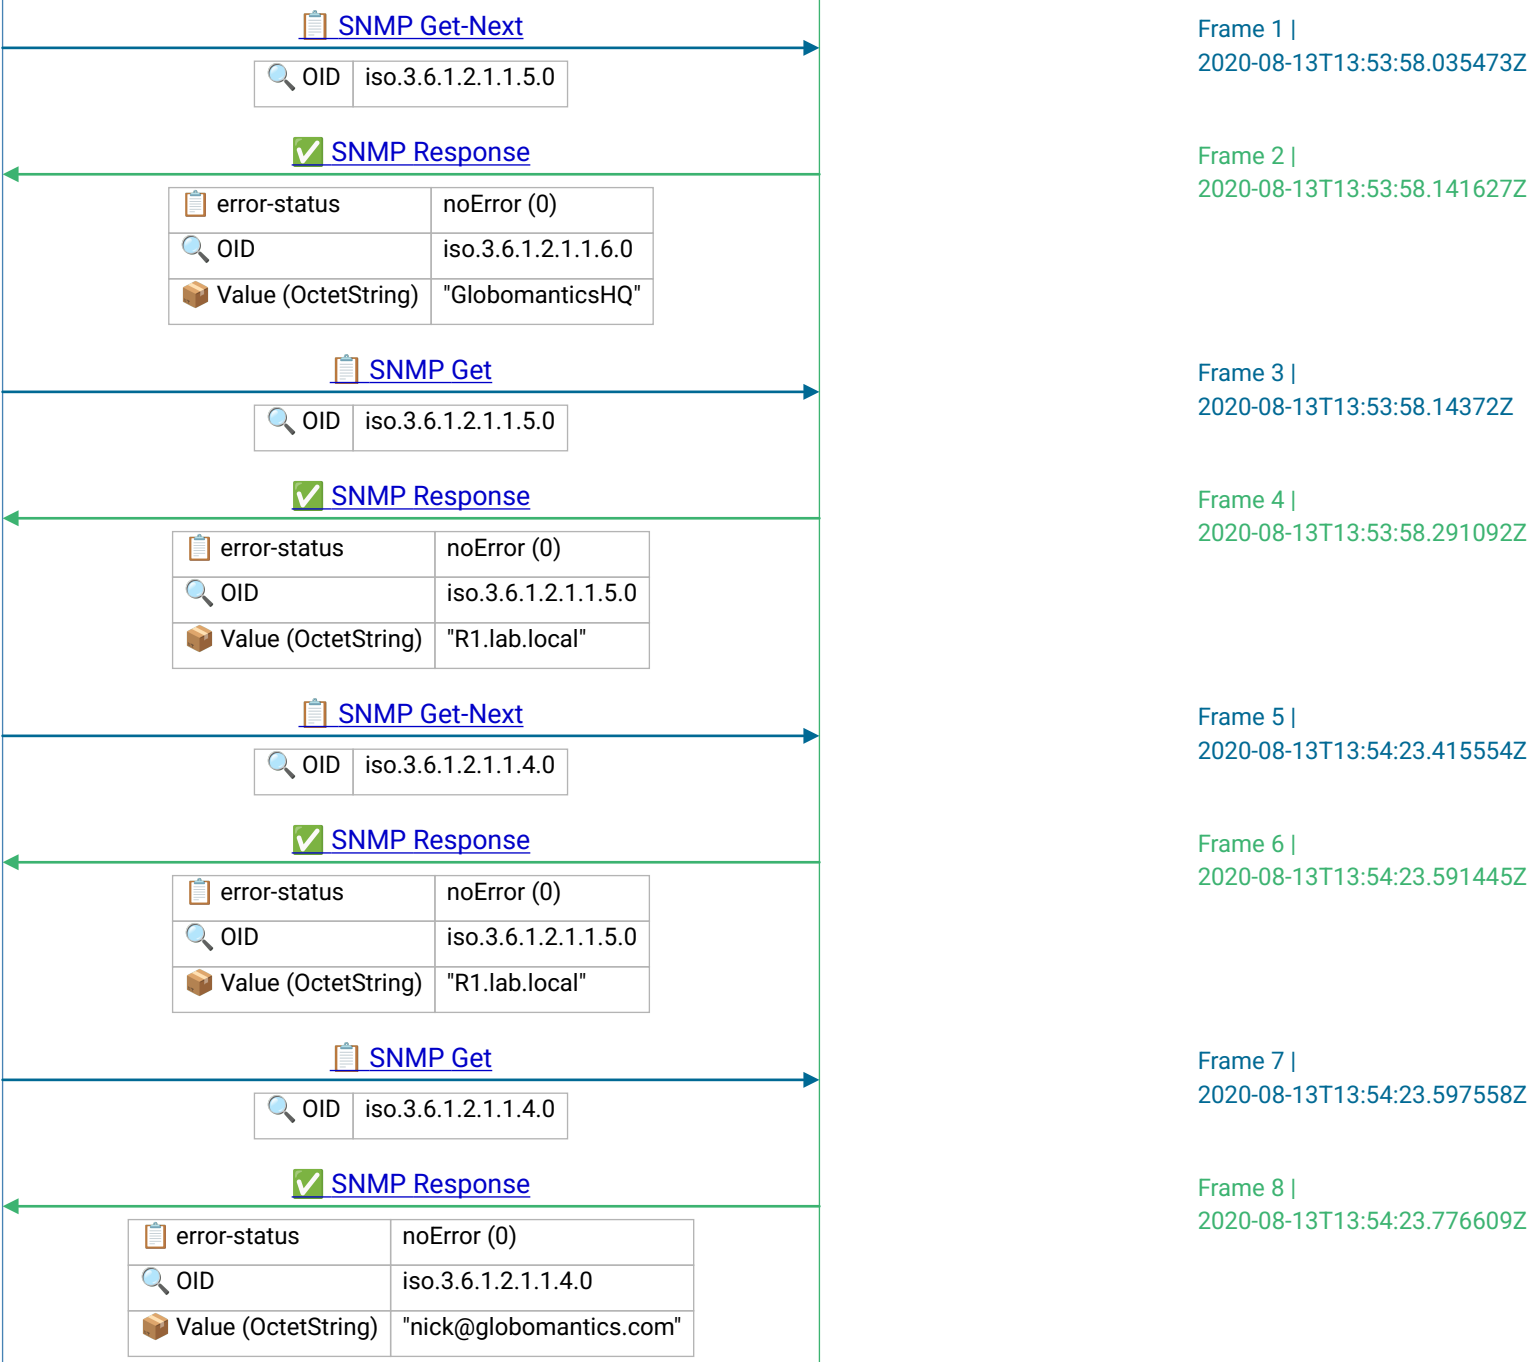 SNMP Get-Next
Frame 1 |
2020-08-13T13:53:58.035473Z
OID iso.3.6.1.2.1.1.5.0
SNMP Response
Frame 2 |
2020-08-13T13:53:58.141627Z
error-status noError (0)
OID iso.3.6.1.2.1.1.6.0
Value (OctetString) "GlobomanticsHQ"
SNMP Get
Frame 3 |
2020-08-13T13:53:58.14372Z
OID iso.3.6.1.2.1.1.5.0
SNMP Response
Frame 4 |
2020-08-13T13:53:58.291092Z
error-status noError (0)
OID iso.3.6.1.2.1.1.5.0
Value (OctetString) "R1.lab.local"
SNMP Get-Next
Frame 5 |
2020-08-13T13:54:23.415554Z
OID iso.3.6.1.2.1.1.4.0
SNMP Response
Frame 6 |
2020-08-13T13:54:23.591445Z
error-status noError (0)
OID iso.3.6.1.2.1.1.5.0
Value (OctetString) "R1.lab.local"
SNMP Get
Frame 7 |
2020-08-13T13:54:23.597558Z
OID iso.3.6.1.2.1.1.4.0
SNMP Response
Frame 8 |
2020-08-13T13:54:23.776609Z
error-status noError (0)
OID iso.3.6.1.2.1.1.4.0
Value (OctetString) "nick@globomantics.com"